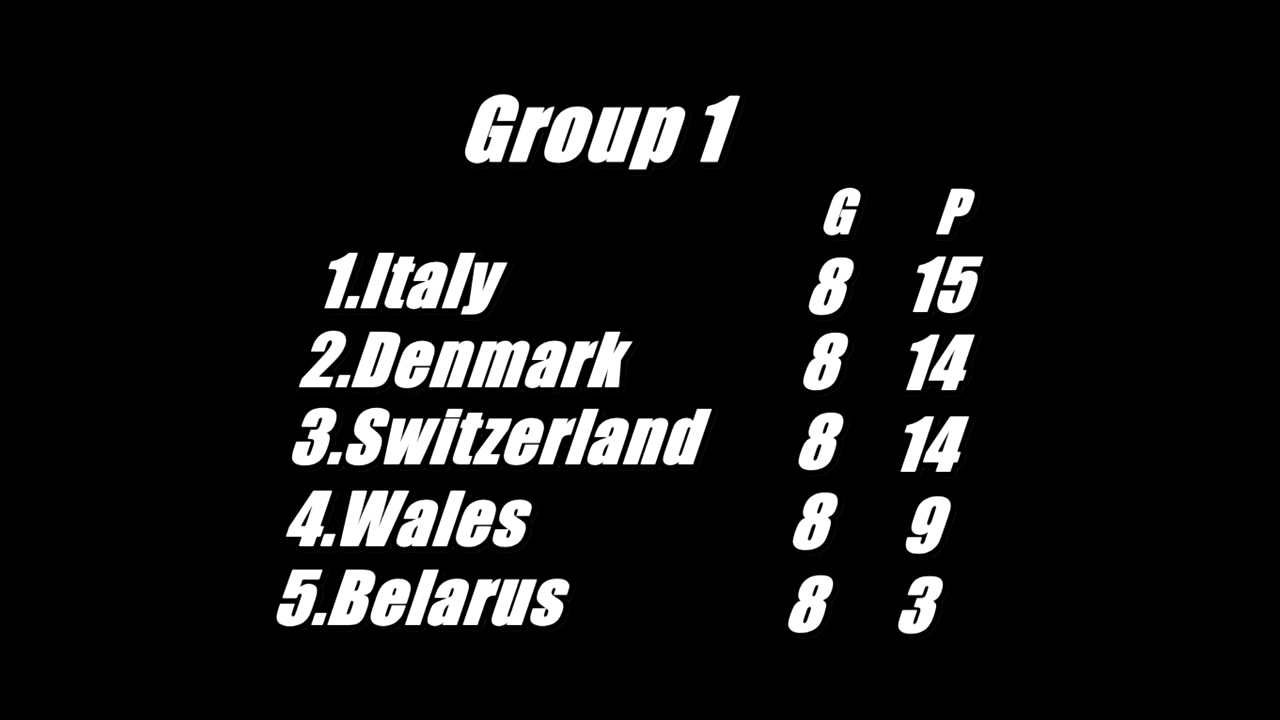 Group 1
G P
1.Italy 8 15
2.Denmark 8 14
3.Switzerland 8 14
4.Wales 8 9
5.Belarus 8 3